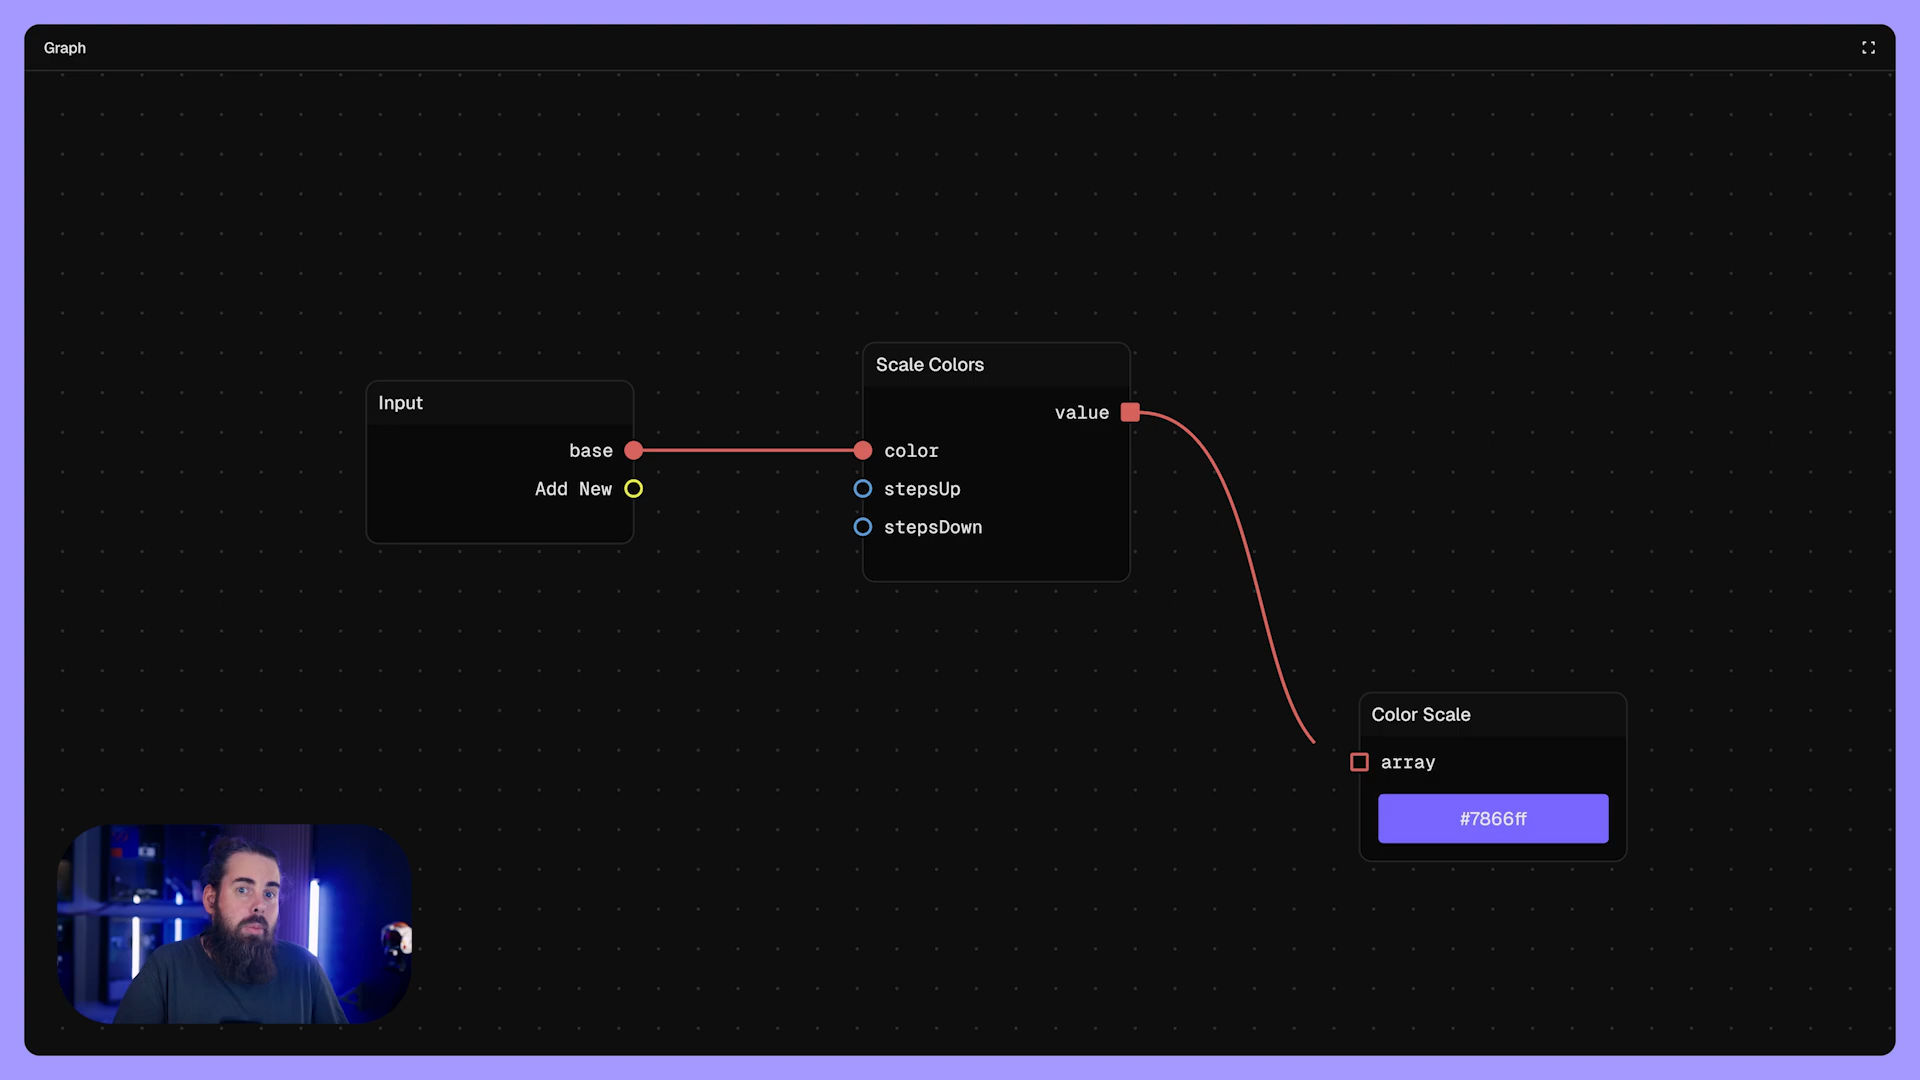 Graph
Input
base
Add New
Scale Colors
value
color
stepsUp
stepsDown
Color Scale
array
#7866ff